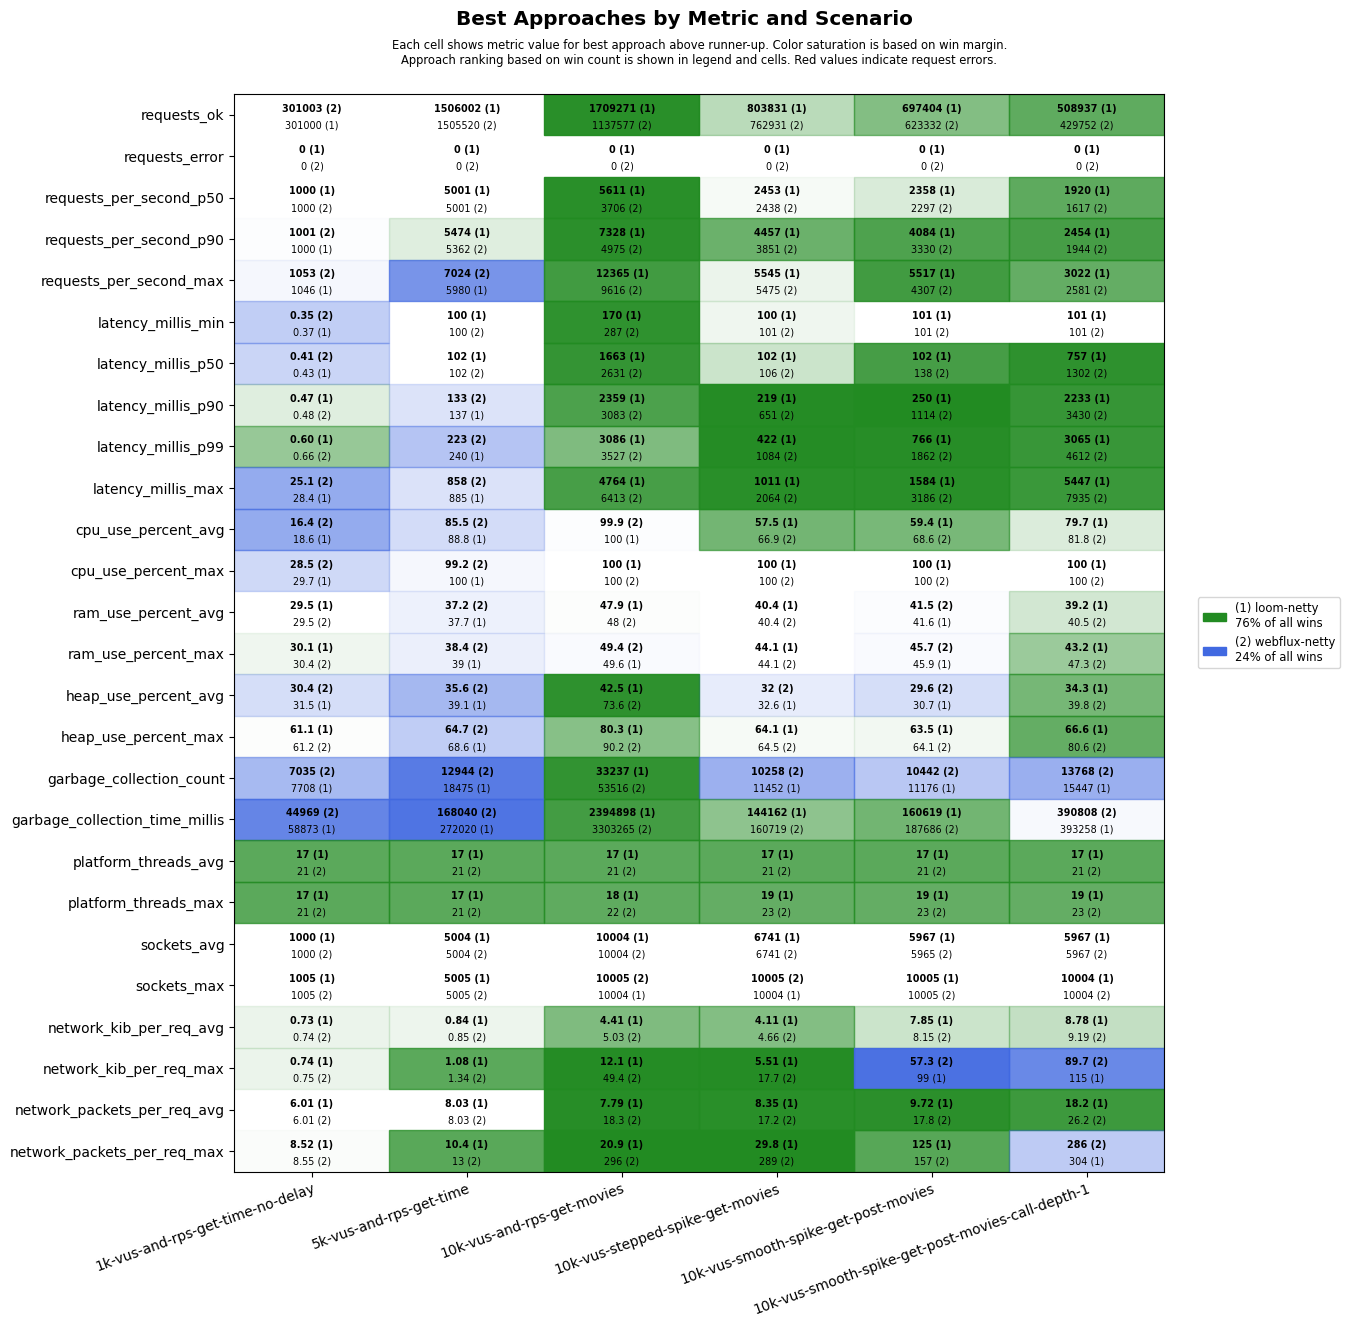 Best Approaches by Metric and Scenario
Each cell shows metric value for best approach above runner-up. Color saturation is based on win margin.
Approach ranking based on win count is shown in legend and cells. Red values indicate request errors.
requests_ok
301003 (2) 1506002 (1) 1709271 (1) 803831 (1) 697404 (1) 508937 (1)
301000 (1) 1505520 (2) 1137577 (2) 762931 (2) 623332 (2) 429752 (2)
requests_error
0 (1) 0 (1) 0 (1) 0 (1) 0 (1) 0 (1)
0 (2) 0 (2) 0 (2) 0 (2) 0 (2) 0 (2)
requests_per_second_p50
1000 (1) 5001 (1) 5611 (1) 2453 (1) 2358 (1) 1920 (1)
1000 (2) 5001 (2) 3706 (2) 2438 (2) 2297 (2) 1617 (2)
requests_per_second_p90
1001 (2) 5474 (1) 7328 (1) 4457 (1) 4084 (1) 2454 (1)
1000 (1) 5362 (2) 4975 (2) 3851 (2) 3330 (2) 1944 (2)
requests_per_second_max
1053 (2) 7024 (2) 12365 (1) 5545 (1) 5517 (1) 3022 (1)
1046 (1) 5980 (1) 9616 (2) 5475 (2) 4307 (2) 2581 (2)
latency_millis_min
0.35 (2) 100 (1) 170 (1) 100 (1) 101 (1) 101 (1)
0.37 (1) 100 (2) 287 (2) 101 (2) 101 (2) 101 (2)
latency_millis_p50
0.41 (2) 102 (1) 1663 (1) 102 (1) 102 (1) 757 (1)
0.43 (1) 102 (2) 2631 (2) 106 (2) 138 (2) 1302 (2)
latency_millis_p90
0.47 (1) 133 (2) 2359 (1) 219 (1) 250 (1) 2233 (1)
0.48 (2) 137 (1) 3083 (2) 651 (2) 1114 (2) 3430 (2)
latency_millis_p99
0.60 (1) 223 (2) 3086 (1) 422 (1) 766 (1) 3065 (1)
0.66 (2) 240 (1) 3527 (2) 1084 (2) 1862 (2) 4612 (2)
latency_millis_max
25.1 (2) 858 (2) 4764 (1) 1011 (1) 1584 (1) 5447 (1)
28.4 (1) 885 (1) 6413 (2) 2064 (2) 3186 (2) 7935 (2)
cpu_use_percent_avg
16.4 (2) 85.5 (2) 99.9 (2) 57.5 (1) 59.4 (1) 79.7 (1)
18.6 (1) 88.8 (1) 100 (1) 66.9 (2) 68.6 (2) 81.8 (2)
cpu_use_percent_max
28.5 (2) 99.2 (2) 100 (1) 100 (1) 100 (1) 100 (1)
29.7 (1) 100 (1) 100 (2) 100 (2) 100 (2) 100 (2)
ram_use_percent_avg
29.5 (1) 37.2 (2) 47.9 (1) 40.4 (1) 41.5 (2) 39.2 (1)
29.5 (2) 37.7 (1) 48 (2) 40.4 (2) 41.6 (1) 40.5 (2)
ram_use_percent_max
30.1 (1) 38.4 (2) 49.4 (2) 44.1 (1) 45.7 (2) 43.2 (1)
30.4 (2) 39 (1) 49.6 (1) 44.1 (2) 45.9 (1) 47.3 (2)
heap_use_percent_avg
30.4 (2) 35.6 (2) 42.5 (1) 32 (2) 29.6 (2) 34.3 (1)
31.5 (1) 39.1 (1) 73.6 (2) 32.6 (1) 30.7 (1) 39.8 (2)
heap_use_percent_max
61.1 (1) 64.7 (2) 80.3 (1) 64.1 (1) 63.5 (1) 66.6 (1)
61.2 (2) 68.6 (1) 90.2 (2) 64.5 (2) 64.1 (2) 80.6 (2)
garbage_collection_count
7035 (2) 12944 (2) 33237 (1) 10258 (2) 10442 (2) 13768 (2)
7708 (1) 18475 (1) 53516 (2) 11452 (1) 11176 (1) 15447 (1)
garbage_collection_time_millis
44969 (2) 168040 (2) 2394898 (1) 144162 (1) 160619 (1) 390808 (2)
58873 (1) 272020 (1) 3303265 (2) 160719 (2) 187686 (2) 393258 (1)
platform_threads_avg
17 (1) 17 (1) 17 (1) 17 (1) 17 (1) 17 (1)
21 (2) 21 (2) 21 (2) 21 (2) 21 (2) 21 (2)
platform_threads_max
17 (1) 17 (1) 18 (1) 19 (1) 19 (1) 19 (1)
21 (2) 21 (2) 22 (2) 23 (2) 23 (2) 23 (2)
sockets_avg
1000 (1) 5004 (1) 10004 (1) 6741 (1) 5967 (1) 5967 (1)
1000 (2) 5004 (2) 10004 (2) 6741 (2) 5965 (2) 5967 (2)
sockets_max
1005 (1) 5005 (1) 10005 (2) 10005 (2) 10005 (1) 10004 (1)
1005 (2) 5005 (2) 10004 (1) 10004 (1) 10005 (2) 10004 (2)
network_kib_per_req_avg
0.73 (1) 0.84 (1) 4.41 (1) 4.11 (1) 7.85 (1) 8.78 (1)
0.74 (2) 0.85 (2) 5.03 (2) 4.66 (2) 8.15 (2) 9.19 (2)
network_kib_per_req_max
0.74 (1) 1.08 (1) 12.1 (1) 5.51 (1) 57.3 (2) 89.7 (2)
0.75 (2) 1.34 (2) 49.4 (2) 17.7 (2) 99 (1) 115 (1)
network_packets_per_req_avg
6.01 (1) 8.03 (1) 7.79 (1) 8.35 (1) 9.72 (1) 18.2 (1)
6.01 (2) 8.03 (2) 18.3 (2) 17.2 (2) 17.8 (2) 26.2 (2)
network_packets_per_req_max
8.52 (1) 10.4 (1) 20.9 (1) 29.8 (1) 125 (1) 286 (2)
8.55 (2) 13 (2) 296 (2) 289 (2) 157 (2) 304 (1)
1k-vus-and-rps-get-time-no-delay
5k-vus-and-rps-get-time
10k-vus-and-rps-get-movies
10k-vus-stepped-spike-get-movies
10k-vus-smooth-spike-get-post-movies
10k-vus-smooth-spike-get-post-movies-call-depth-1
(1) loom-netty
76% of all wins
(2) webflux-netty
24% of all wins